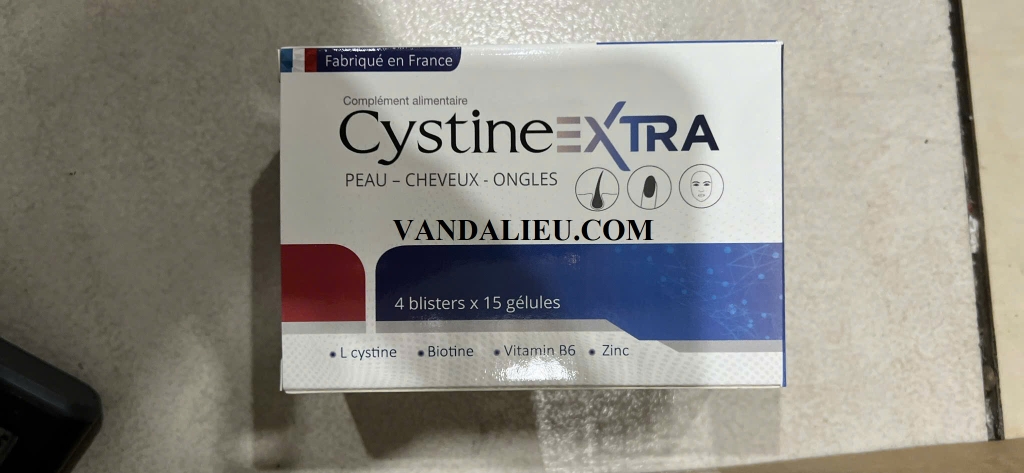 Fabriqué en France
Complément alimentaire
CystineEXTRA
PEAU – CHEVEUX - ONGLES
VANDALIEU.COM
4 blisters x 15 gélules
• L cystine • Biotine • Vitamin B6 • Zinc